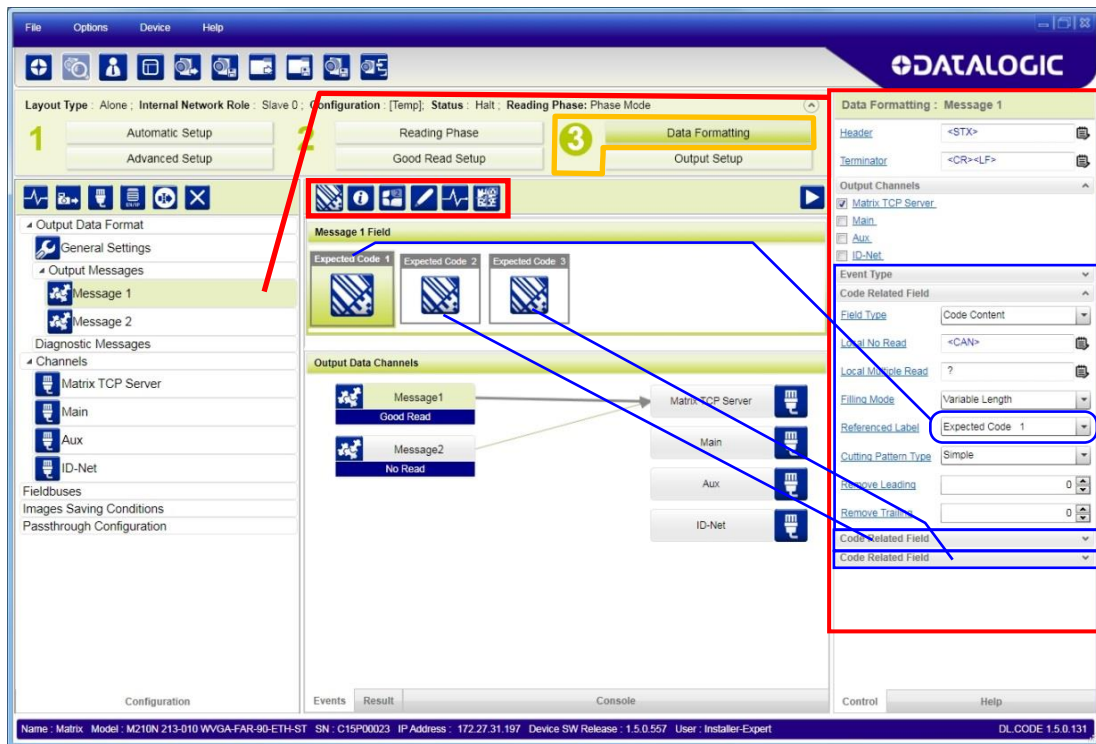 File Options Device Help
DATALOGIC
Layout Type : Alone ; Internal Network Role : Slave 0 ; Configuration : [Temp]; Status : Halt ; Reading Phase: Phase Mode
1 Automatic Setup
Advanced Setup
2 Reading Phase
Good Read Setup
3 Data Formatting
Output Setup
Output Data Format
General Settings
Output Messages
Message 1
Message 2
Diagnostic Messages
Channels
Matrix TCP Server
Main
Aux
ID-Net
Fieldbuses
Images Saving Conditions
Passthrough Configuration
Configuration
Message 1 Field
Expected Code 1 Expected Code 2 Expected Code 3
Output Data Channels
Message1
Good Read
Message2
No Read
Matrix TCP Server
Main
Aux
ID-Net
Events Result Console
Data Formatting : Message 1
Header <STX>
Terminator <CR><LF>
Output Channels
Matrix TCP Server
Main
Aux
ID-Net
Event Type
Code Related Field
Field Type Code Content
Local No Read <CAN>
Local Multiple Read ?
Filling Mode Variable Length
Referenced Label Expected Code 1
Cutting Pattern Type Simple
Remove Leading 0
Remove Trailing 0
Code Related Field
Code Related Field
Control Help
Name : Matrix Model : M210N 213-010 WVGA-FAR-90-ETH-ST SN : C15P00023 IP Address : 172.27.31.197 Device SW Release : 1.5.0.557 User : Installer-Expert DL.CODE 1.5.0.131